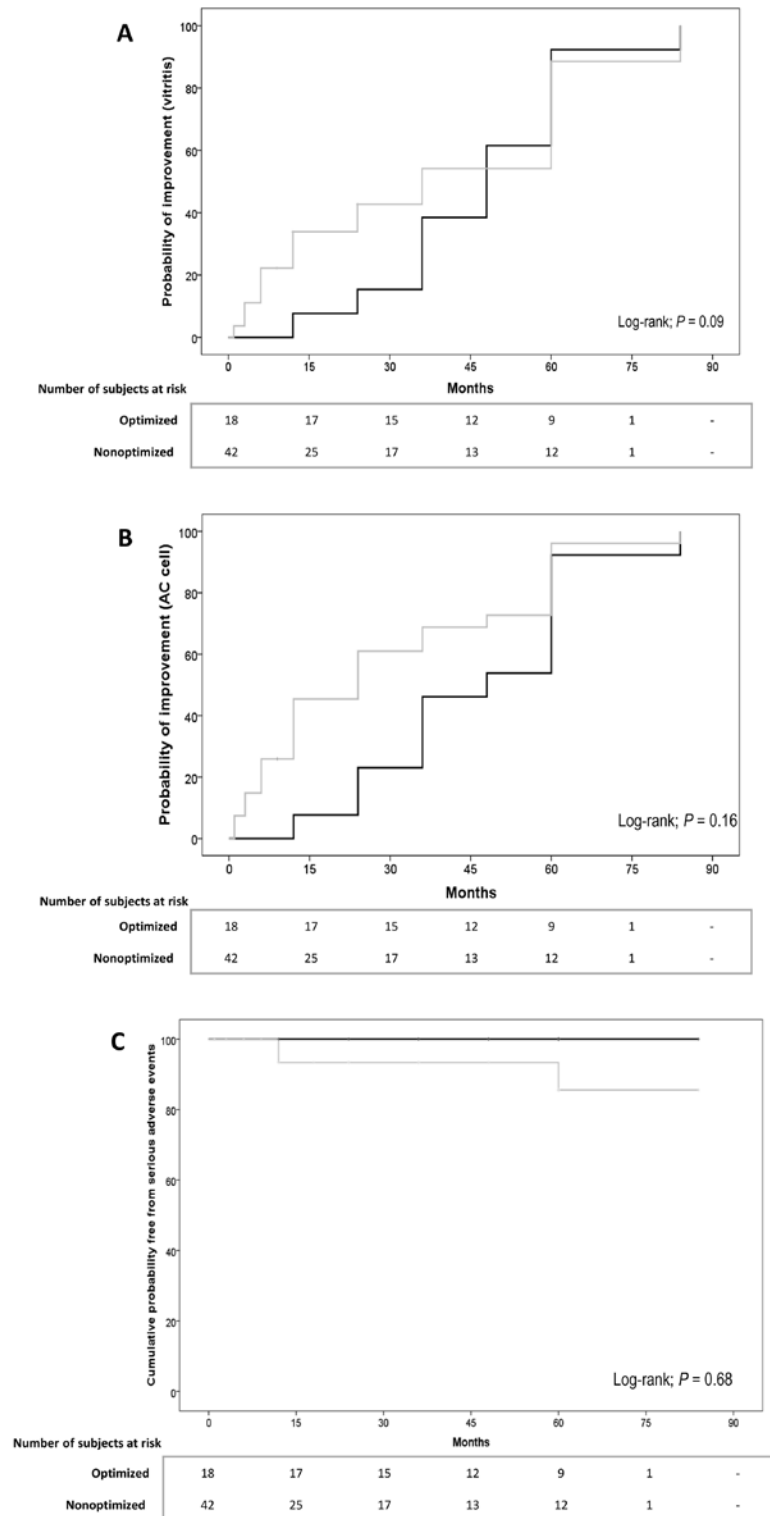 A
Probability of improvement (vitritis)
100
80
60
40
20
0
Log-rank; P = 0.09
0 15 30 45 60 75 90
Number of subjects at risk Months
Optimized 18 17 15 12 9 1 -
Nonoptimized 42 25 17 13 12 1 -
B
Probability of improvement (AC cell)
100
80
60
40
20
0
Log-rank; P = 0.16
0 15 30 45 60 75 90
Months
Number of subjects at risk
Optimized 18 17 15 12 9 1 -
Nonoptimized 42 25 17 13 12 1 -
C
Cumulative probability free from serious adverse events
100
80
60
40
20
0
Log-rank; P = 0.68
0 15 30 45 60 75 90
Number of subjects at risk Months
Optimized 18 17 15 12 9 1 -
Nonoptimized 42 25 17 13 12 1 -